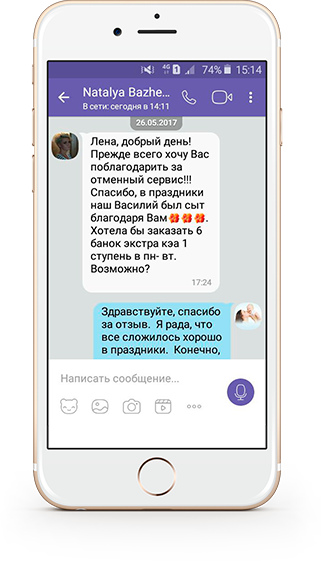 4G 1 74% 15:14
Natalya Bazhe...
В сети: сегодня в 14:11
26.05.2017
Лена, добрый день!
Прежде всего хочу Вас
поблагодарить за
отменный сервис!!!
Спасибо, в праздники
наш Василий был сыт
благодаря Вам🎁🎁🎁.
Хотела бы заказать 6
банок экстра кэа 1
ступень в пн- вт.
Возможно?
17:24
Здравствуйте, спасибо
за отзыв. Я рада, что
все сложилось хорошо
в праздники. Конечно,
Написать сообщение...